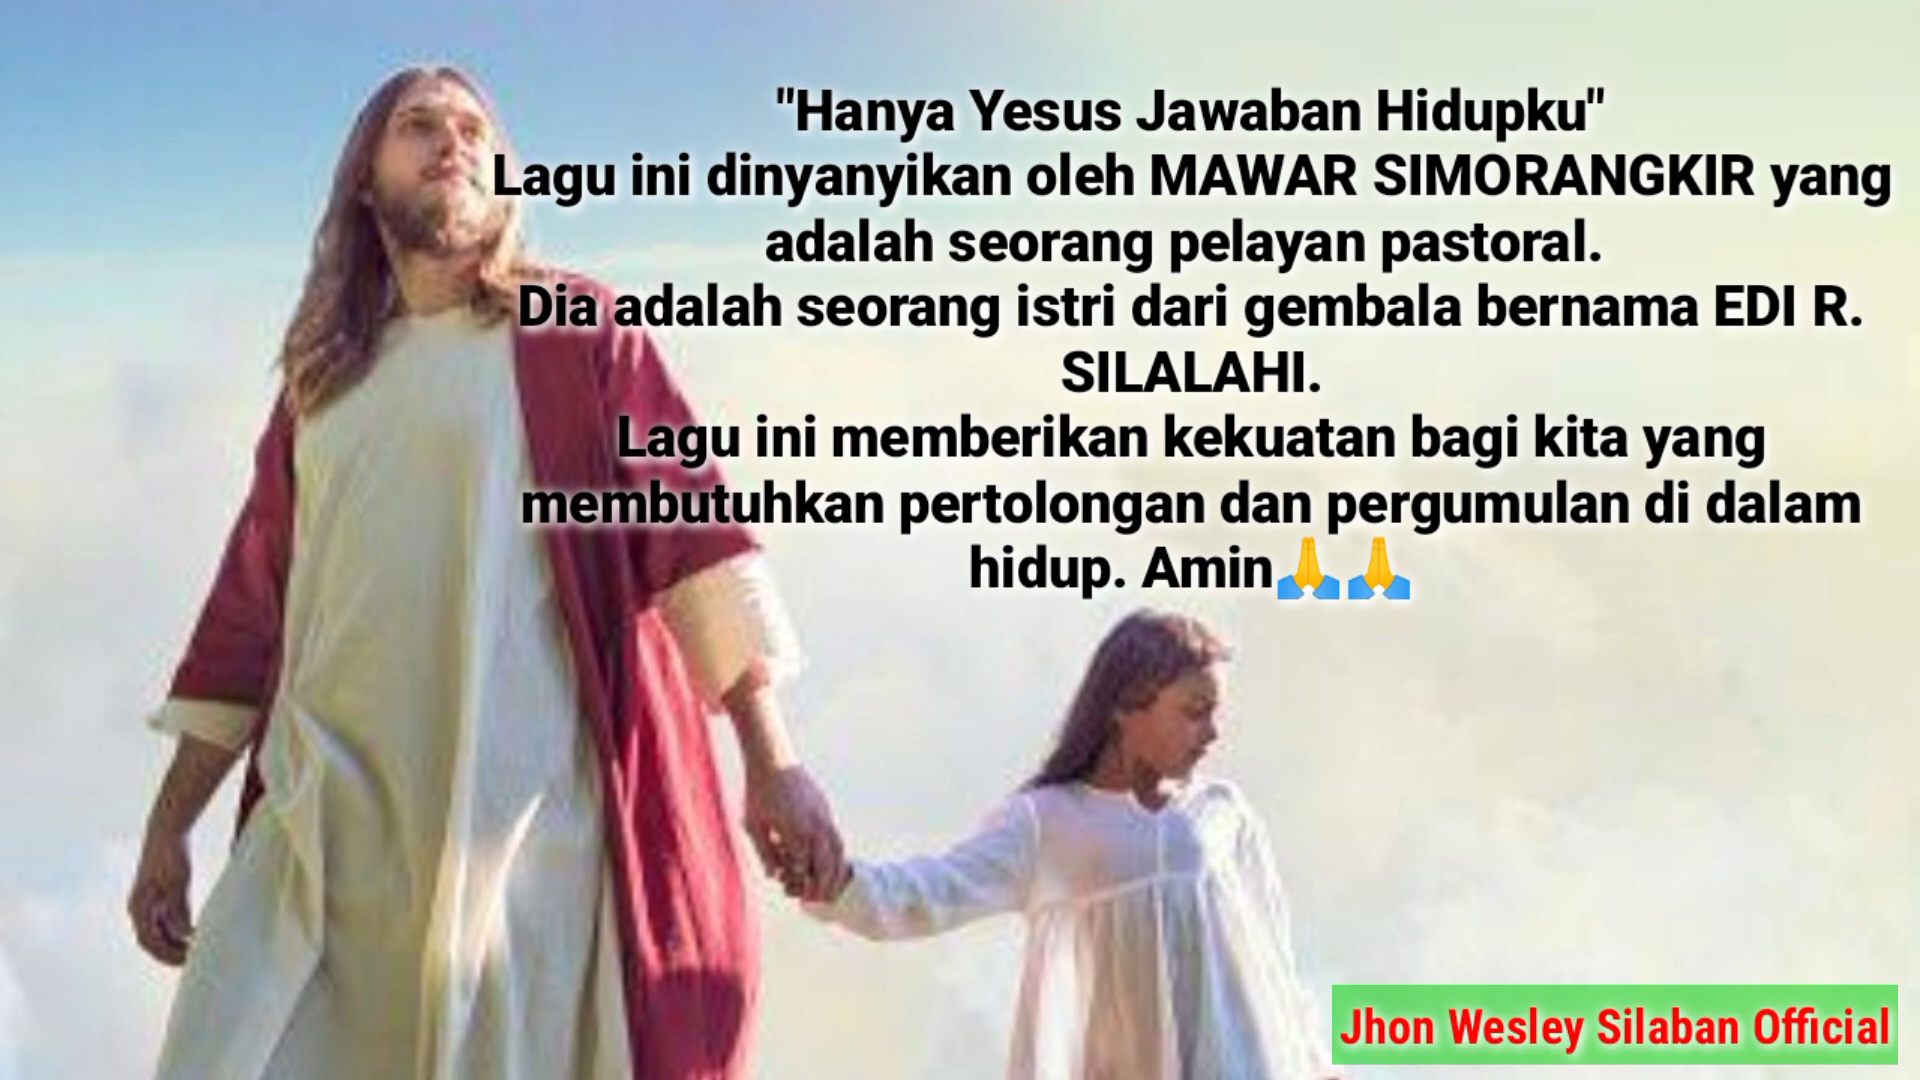 "Hanya Yesus Jawaban Hidupku"
Lagu ini dinyanyikan oleh MAWAR SIMORANGKIR yang
adalah seorang pelayan pastoral.
Dia adalah seorang istri dari gembala bernama EDI R.
SILALAHI.
Lagu ini memberikan kekuatan bagi kita yang
membutuhkan pertolongan dan pergumulan di dalam
hidup. Amin🙏🙏
Jhon Wesley Silaban Official